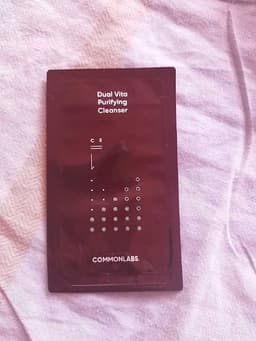 Dual Vita
Purifying
Cleanser
C E
COMMONLABS.